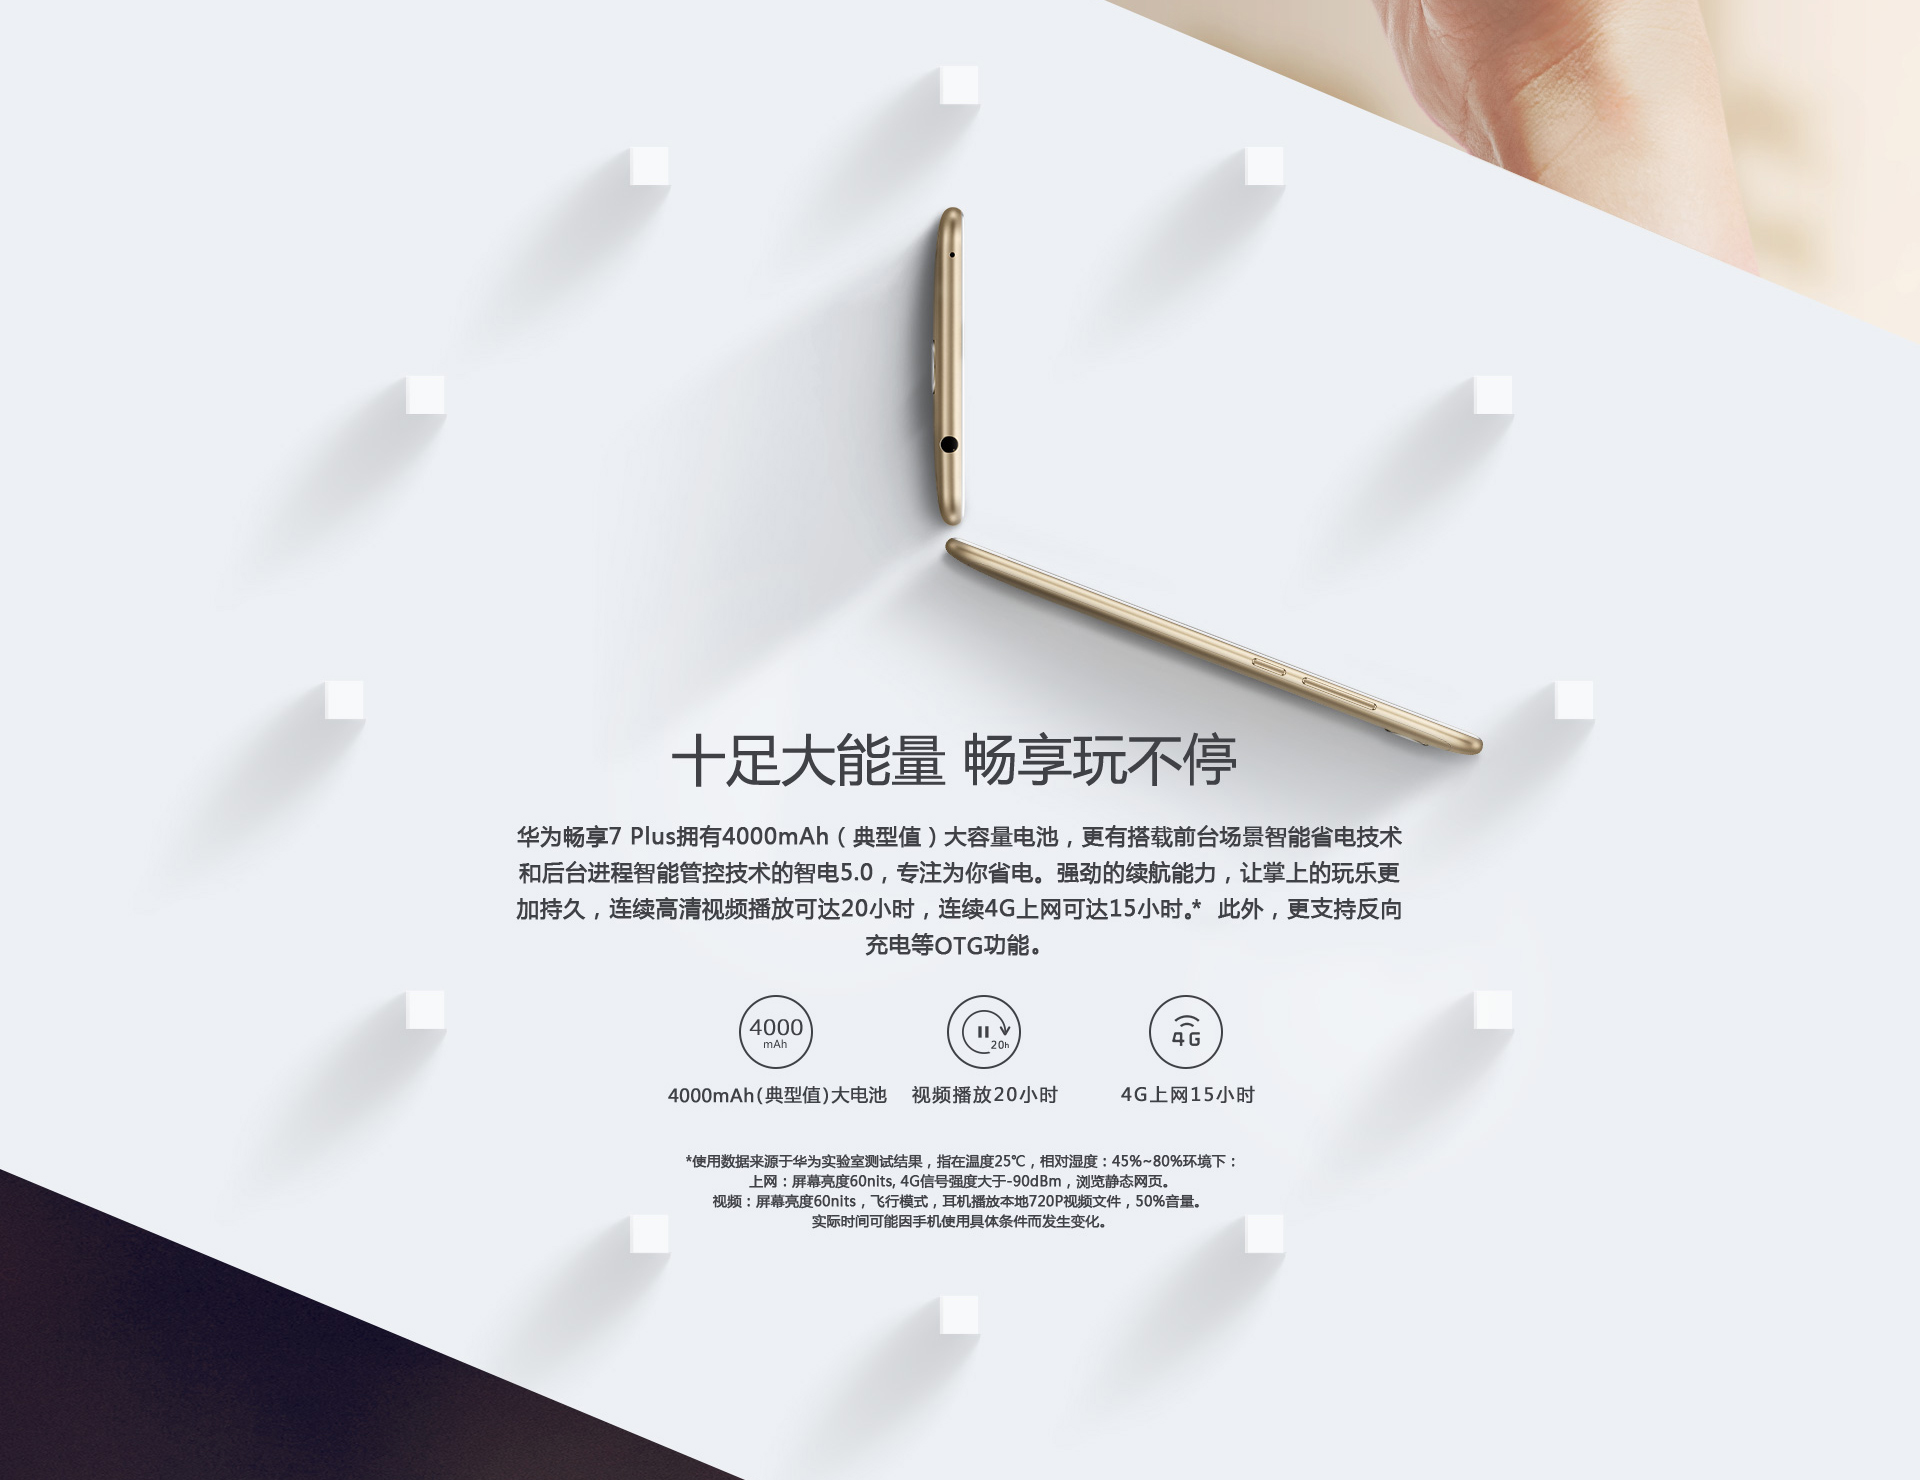 十足大能量 畅享玩不停
华为畅享7 Plus拥有4000mAh（典型值）大容量电池，更有搭载前台场景智能省电技术
和后台进程智能管控技术的智电5.0，专注为你省电。强劲的续航能力，让掌上的玩乐更
加持久，连续高清视频播放可达20小时，连续4G上网可达15小时。* 此外，更支持反向
充电等OTG功能。
4000
mAh
20h
4G
4000mAh(典型值)大电池 视频播放20小时 4G上网15小时
*使用数据来源于华为实验室测试结果，指在温度25℃，相对湿度：45%~80%环境下：
上网：屏幕亮度60nits, 4G信号强度大于-90dBm，浏览静态网页。
视频：屏幕亮度60nits，飞行模式，耳机播放本地720P视频文件，50%音量。
实际时间可能因手机使用具体条件而发生变化。